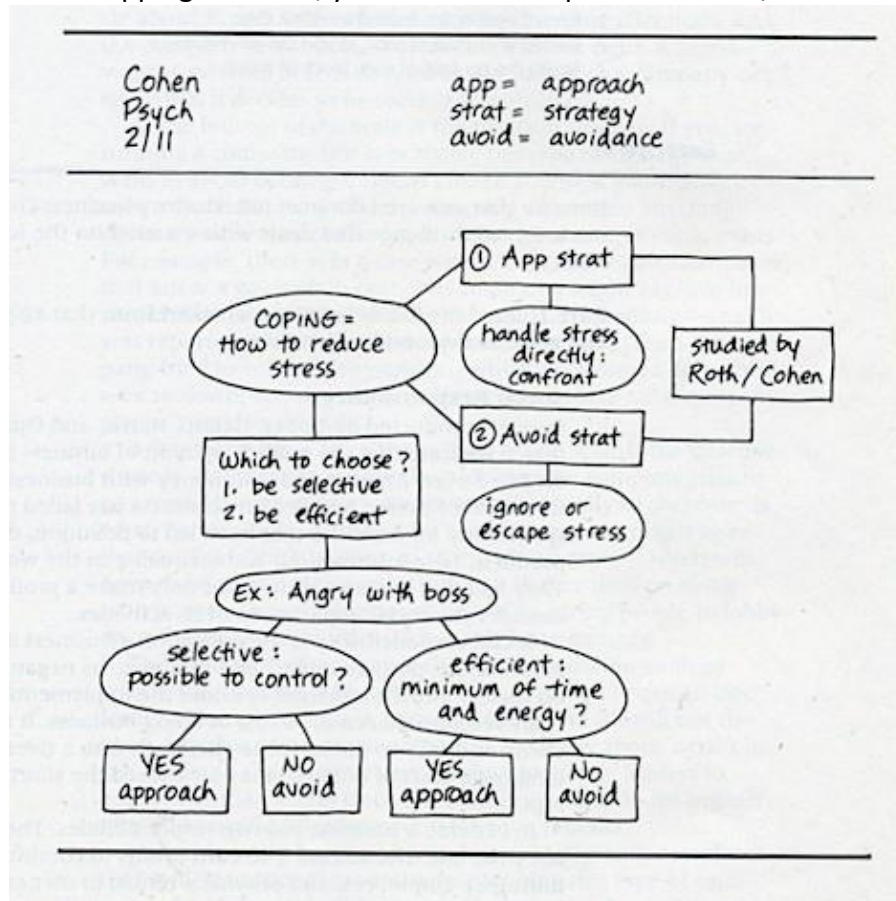 Cohen
Psych
2/11
app = approach
strat = strategy
avoid = avoidance
① App strat
COPING =
How to reduce
stress
handle stress
directly:
confront
studied by
Roth/Cohen
② Avoid strat
Which to choose?
1. be selective
2. be efficient
ignore or
escape stress
Ex: Angry with boss
selective:
possible to control?
efficient:
minimum of time
and energy?
YES
approach
NO
avoid
YES
approach
NO
avoid